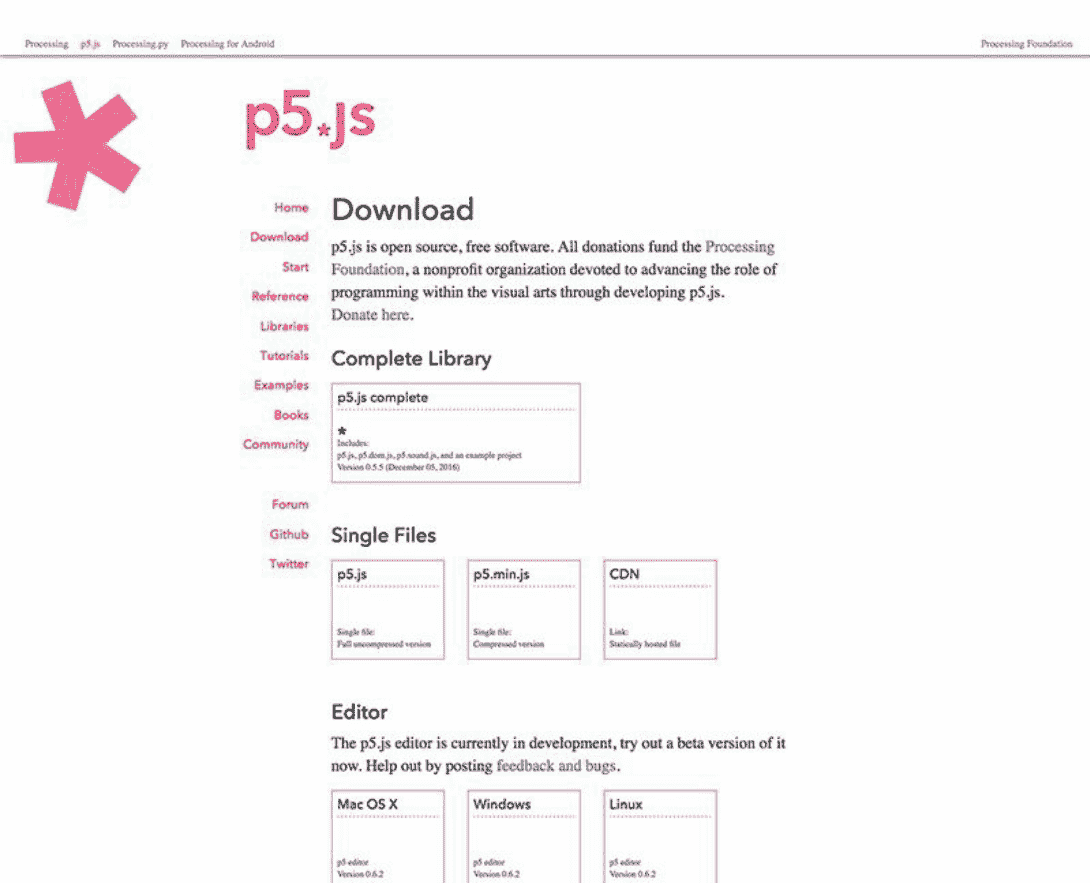 Processing p5.js Processing.py Processing for Android Processing Foundation
p5.js
Home
Download
Start
Reference
Libraries
Tutorials
Examples
Books
Community
Forum
Github
Twitter
Download
p5.js is open source, free software. All donations fund the Processing
Foundation, a nonprofit organization devoted to advancing the role of
programming within the visual arts through developing p5.js.
Donate here.
Complete Library
p5.js complete
*
Includes:
p5.js, p5.dom.js, p5.sound.js, and an example project
Version 0.5.5 (December 05, 2016)
Single Files
p5.js
Single file:
Full uncompressed version
p5.min.js
Single file:
Compressed version
CDN
Link:
Statically hosted file
Editor
The p5.js editor is currently in development, try out a beta version of it
now. Help out by posting feedback and bugs.
Mac OS X
p5 editor
Version 0.6.2
Windows
p5 editor
Version 0.6.2
Linux
p5 editor
Version 0.6.2